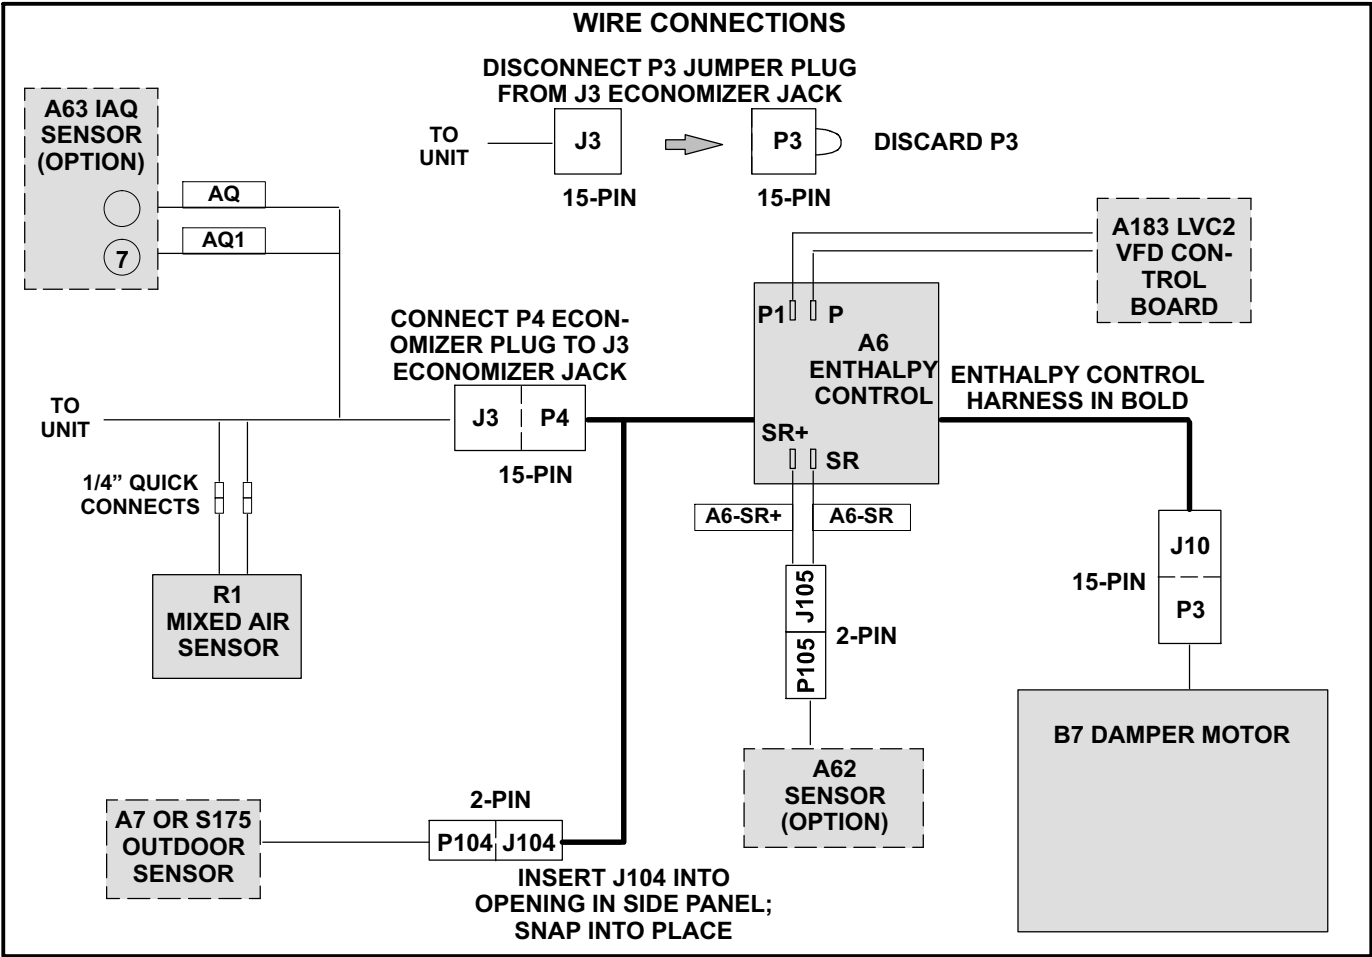 WIRE CONNECTIONS
DISCONNECT P3 JUMPER PLUG
FROM J3 ECONOMIZER JACK
TO
UNIT
J3
P3
DISCARD P3
15-PIN
15-PIN
A63 IAQ
SENSOR
(OPTION)
AQ
AQ1
7
A183 LVC2
VFD CON-
TROL
BOARD
CONNECT P4 ECON-
OMIZER PLUG TO J3
ECONOMIZER JACK
P1
P
A6
ENTHALPY
CONTROL
SR+
SR
ENTHALPY CONTROL
HARNESS IN BOLD
TO
UNIT
J3
P4
15-PIN
1/4” QUICK
CONNECTS
A6-SR+
A6-SR
R1
MIXED AIR
SENSOR
J105
P105
2-PIN
J10
15-PIN
P3
B7 DAMPER MOTOR
A62
SENSOR
(OPTION)
A7 OR S175
OUTDOOR
SENSOR
2-PIN
P104
J104
INSERT J104 INTO
OPENING IN SIDE PANEL;
SNAP INTO PLACE